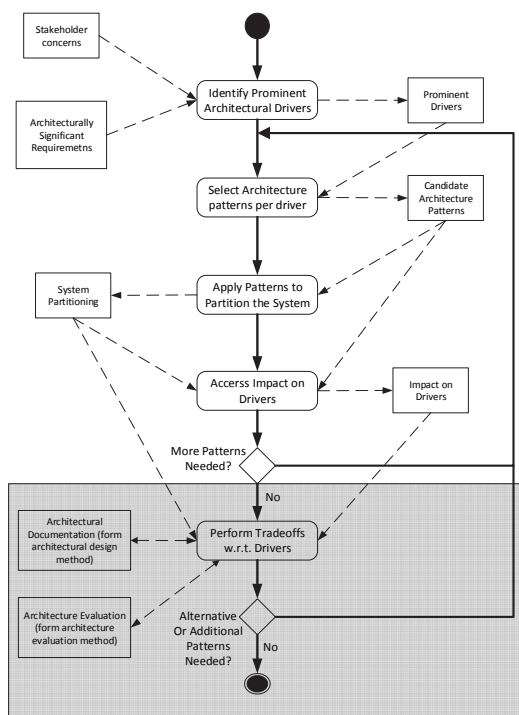 Stakeholder
concerns
Identify Prominent
Architectural Drivers
Prominent
Drivers
Architecturally
Significant
Requiremetns
Select Architecture
patterns per driver
Candidate
Architecture
Patterns
System
Partitioning
Apply Patterns to
Partition the System
Accerss Impact on
Drivers
Impact on
Drivers
More Patterns
Needed?
No
Architectural
Documentation (form
architectural design
method)
Perform Tradeoffs
w.r.t. Drivers
Architecture Evaluation
(form architecture
evaluation method)
Alternative
Or Additional
Patterns
Needed?
No